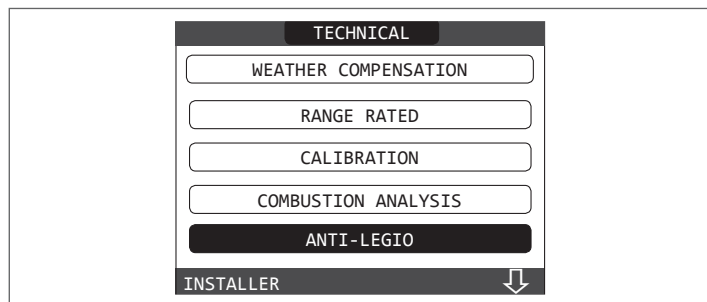 TECHNICAL
WEATHER COMPENSATION
RANGE RATED
CALIBRATION
COMBUSTION ANALYSIS
ANTI-LEGIO
INSTALLER